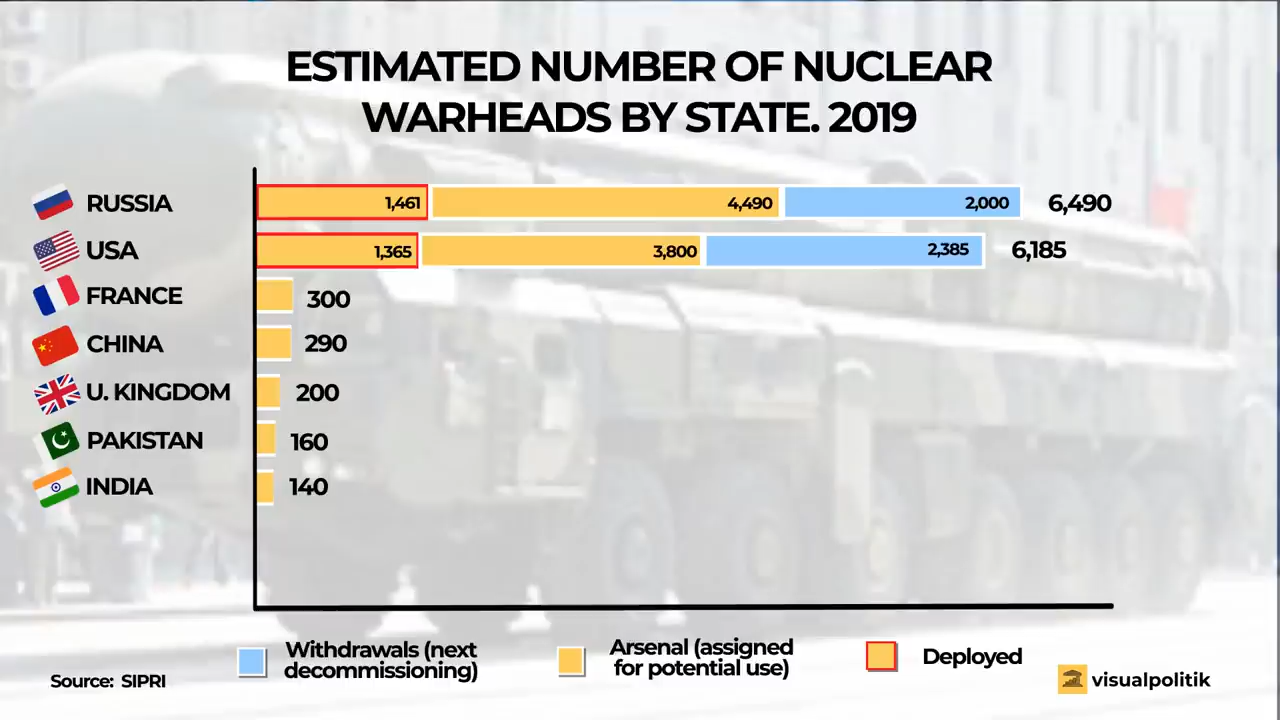 ESTIMATED NUMBER OF NUCLEAR
WARHEADS BY STATE. 2019
RUSSIA 1,461 4,490 2,000 6,490
USA 1,365 3,800 2,385 6,185
FRANCE 300
CHINA 290
U. KINGDOM 200
PAKISTAN 160
INDIA 140
Withdrawals (next
decommissioning)
Arsenal (assigned
for potential use)
Deployed
Source: SIPRI
visualpolitik